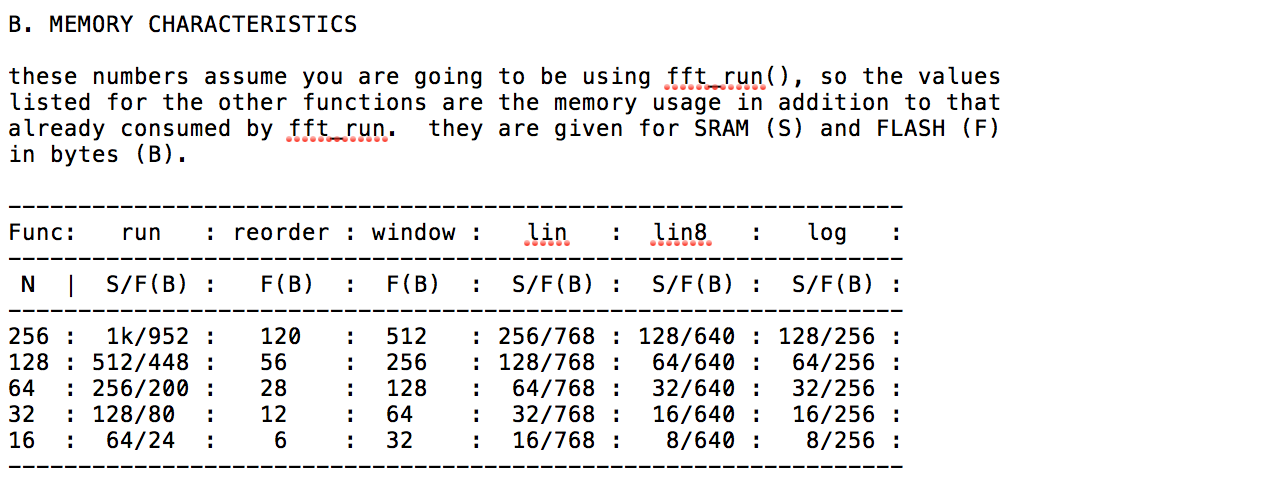 B. MEMORY CHARACTERISTICS
these numbers assume you are going to be using fft_run(), so the values
listed for the other functions are the memory usage in addition to that
already consumed by fft_run.  they are given for SRAM (S) and FLASH (F)
in bytes (B).
----------------------------------------------------------------
Func:   run   : reorder : window :   lin   :  lin8   :   log   :
----------------------------------------------------------------
 N  |  S/F(B) :   F(B)  :  F(B)  :  S/F(B) :  S/F(B) :  S/F(B) :
----------------------------------------------------------------
256 :  1k/952 :   120   :  512   : 256/768 : 128/640 : 128/256 :
128 : 512/448 :   56    :  256   : 128/768 :  64/640 :  64/256 :
64  : 256/200 :   28    :  128   :  64/768 :  32/640 :  32/256 :
32  : 128/80  :   12    :  64    :  32/768 :  16/640 :  16/256 :
16  :  64/24  :    6    :  32    :  16/768 :   8/640 :   8/256 :
----------------------------------------------------------------